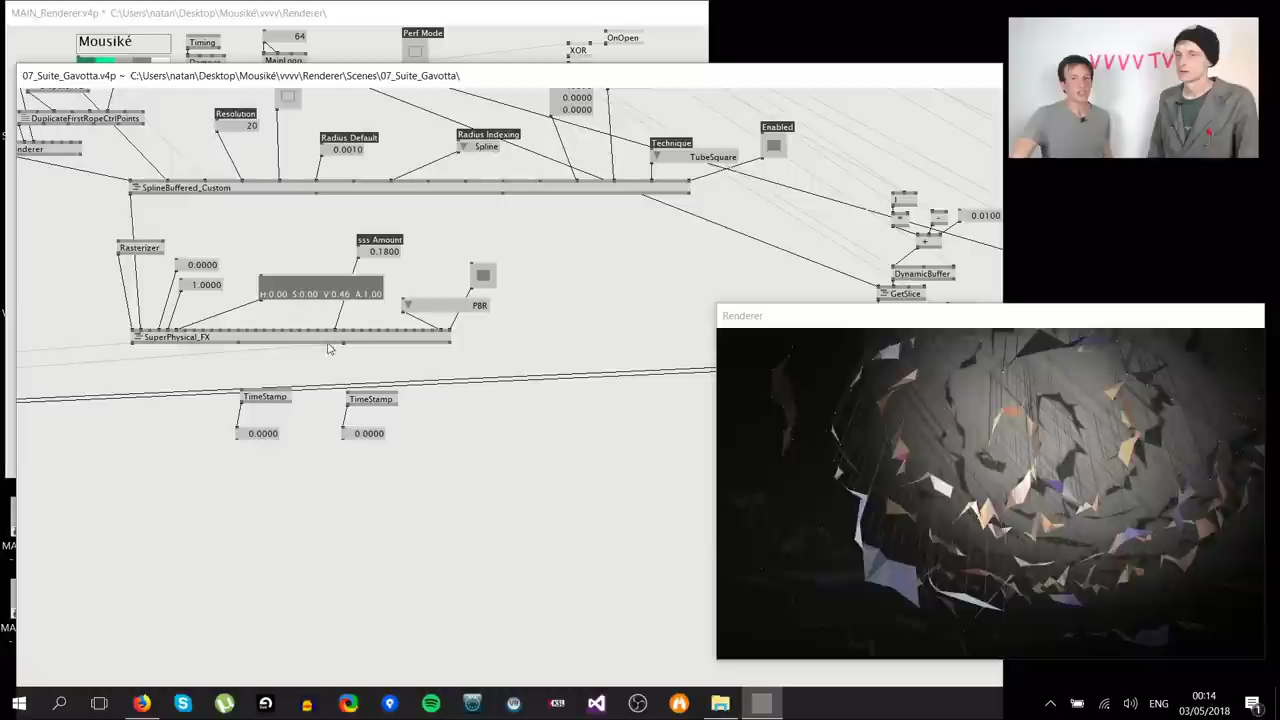 MAIN_Renderer.v4p * C:\Users\natan\Desktop\Mousiké\vvvv\Renderer\
Mousiké
Timing
64
MainLoop
Perf Mode
XOR
OnOpen
VVVV TV
07_Suite_Gavotta.v4p ~ C:\Users\natan\Desktop\Mousiké\vvvv\Renderer\Scenes\07_Suite_Gavotta\
DuplicateFirstRopeCtrlPoints
nderer
Resolution
20
Radius Default
0.0010
Radius Indexing
Spline
0.0000
0.0000
Technique
TubeSquare
Enabled
SplineBuffered_Custom
Rasterizer
0.0000
1.0000
sss Amount
0.1800
H:0.00 S:0.00 V:0.46 A:1.00
PBR
SuperPhysical_FX
TimeStamp
0.0000
TimeStamp
0.0000
-
0.0100
+
DynamicBuffer
GetSlice
Renderer
ENG
00:14
03/05/2018